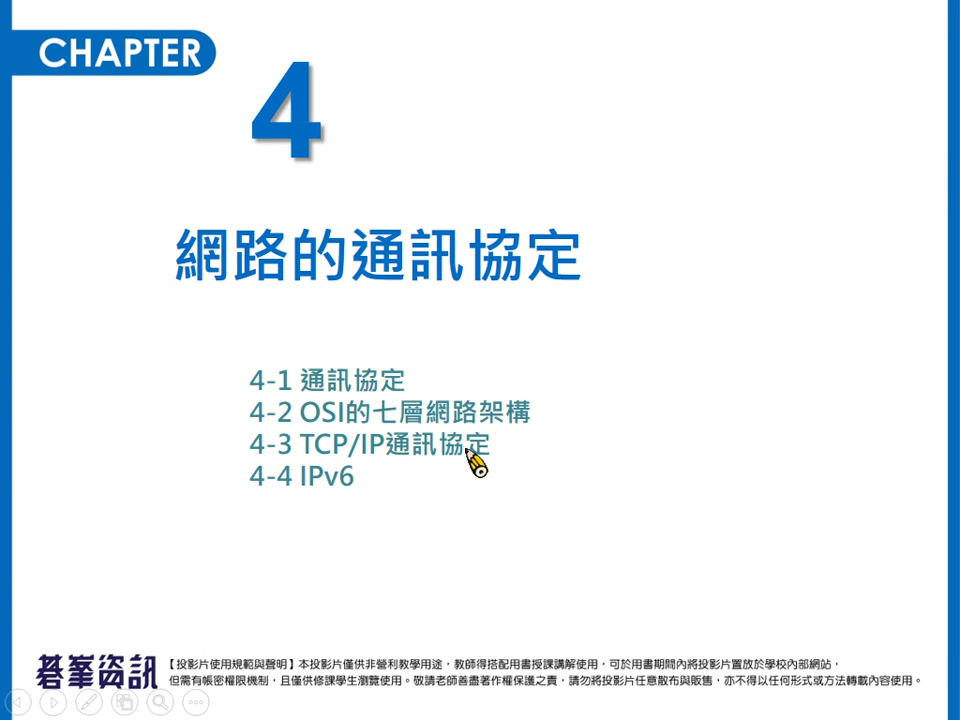 CHAPTER
4
網路的通訊協定
4-1 通訊協定
4-2 OSI的七層網路架構
4-3 TCP/IP通訊協定
4-4 IPv6
碁峯資訊
【投影片使用規範與聲明】本投影片僅供非營利教學用途,教師得搭配用書授課講解使用,可於用書期間內將投影片置放於學校內部網站,
但需有帳密權限機制,且僅供修課學生瀏覽使用。敬請老師善盡著作權保護之責,請勿將投影片任意散布與販售,亦不得以任何形式或方法轉載內容使用。